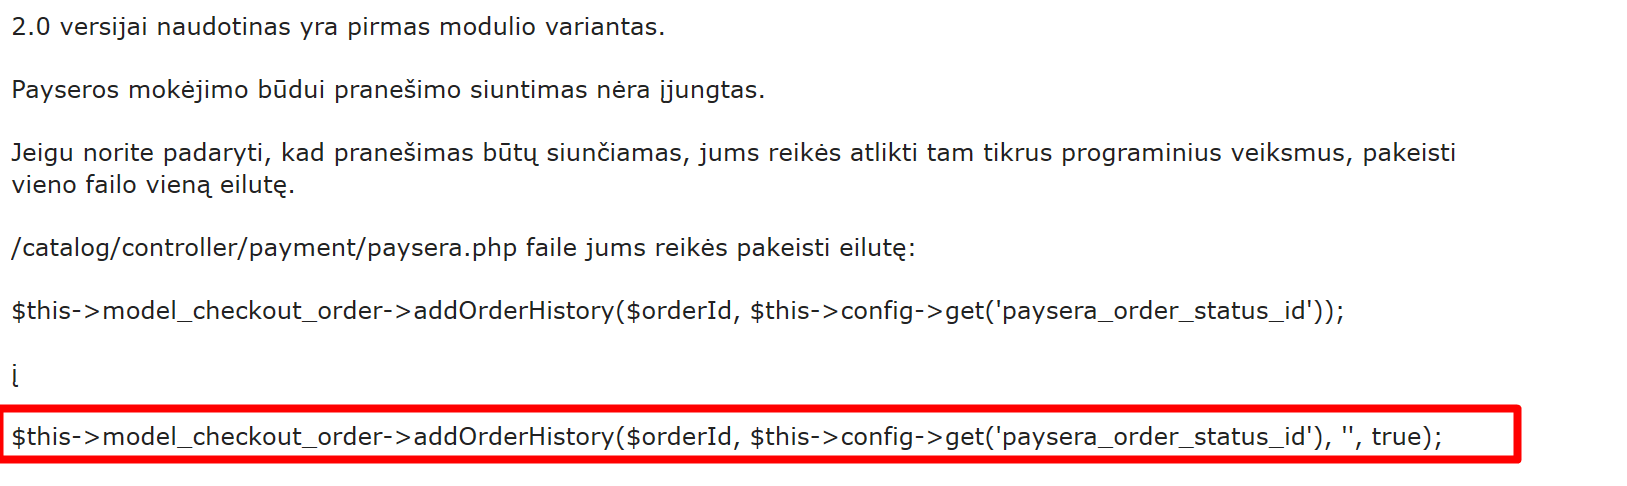 2.0 versijai naudotinas yra pirmas modulio variantas.
Payseros mokėjimo būdui pranešimo siuntimas nėra įjungtas.
Jeigu norite padaryti, kad pranešimas būtų siunčiamas, jums reikės atlikti tam tikrus programinius veiksmus, pakeisti
vieno failo vieną eilutę.
/catalog/controller/payment/paysera.php faile jums reikės pakeisti eilutę:
$this->model_checkout_order->addOrderHistory($orderId, $this->config->get('paysera_order_status_id'));
į
$this->model_checkout_order->addOrderHistory($orderId, $this->config->get('paysera_order_status_id'), '', true);